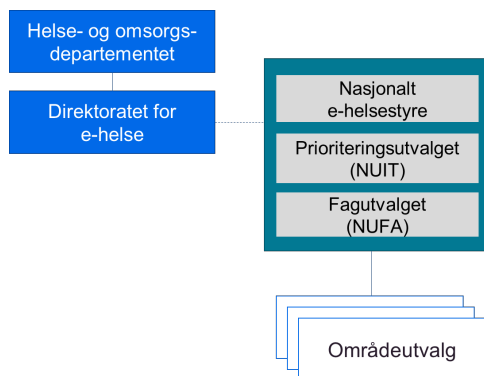 Helse- og omsorgs-
departementet
Direktoratet for
e-helse
Nasjonalt
e-helsestyre
Prioriteringsutvalget
(NUIT)
Fagutvalget
(NUFA)
Områdeutvalg